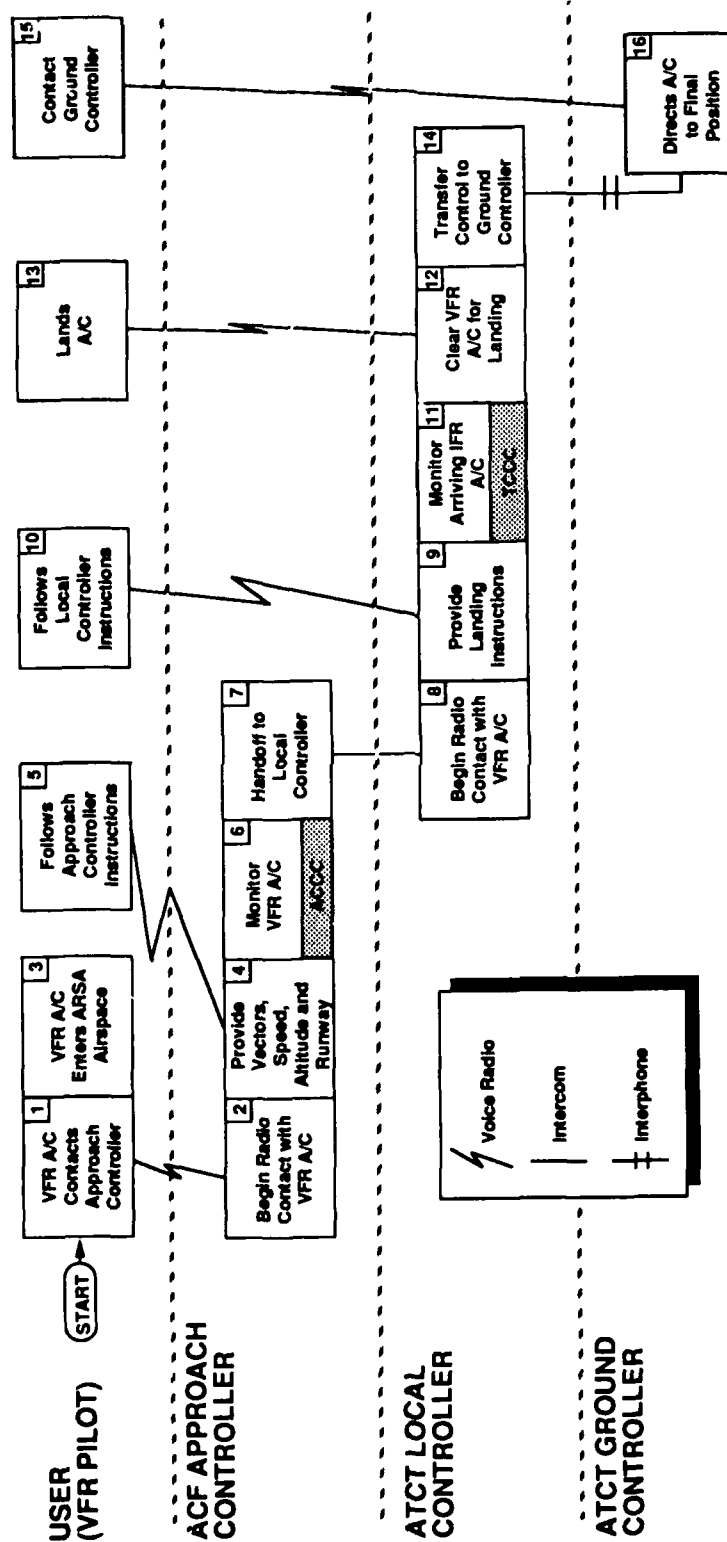 USER
(VFR PILOT)
START
1
VFR A/C
Contacts
Approach
Controller
3
VFR A/C
Enters ARSA
Airspace
5
Follows
Approach
Controller
Instructions
10
Follows
Local
Controller
Instructions
13
Lands
A/C
15
Contact
Ground
Controller
ACF APPROACH
CONTROLLER
2
Begin Radio
Contact with
VFR A/C
4
Provide
Vectors,
Speed,
Altitude and
Runway
6
Monitor
VFR A/C
ACCC
7
Handoff to
Local
Controller
ATCT LOCAL
CONTROLLER
8
Begin Radio
Contact with
VFR A/C
9
Provide
Landing
Instructions
11
Monitor
Arriving IFR
A/C
TCCC
12
Clear VFR
A/C for
Landing
14
Transfer
Control to
Ground
Controller
ATCT GROUND
CONTROLLER
Voice Radio
Intercom
Interphone
16
Directs A/C
to Final
Position